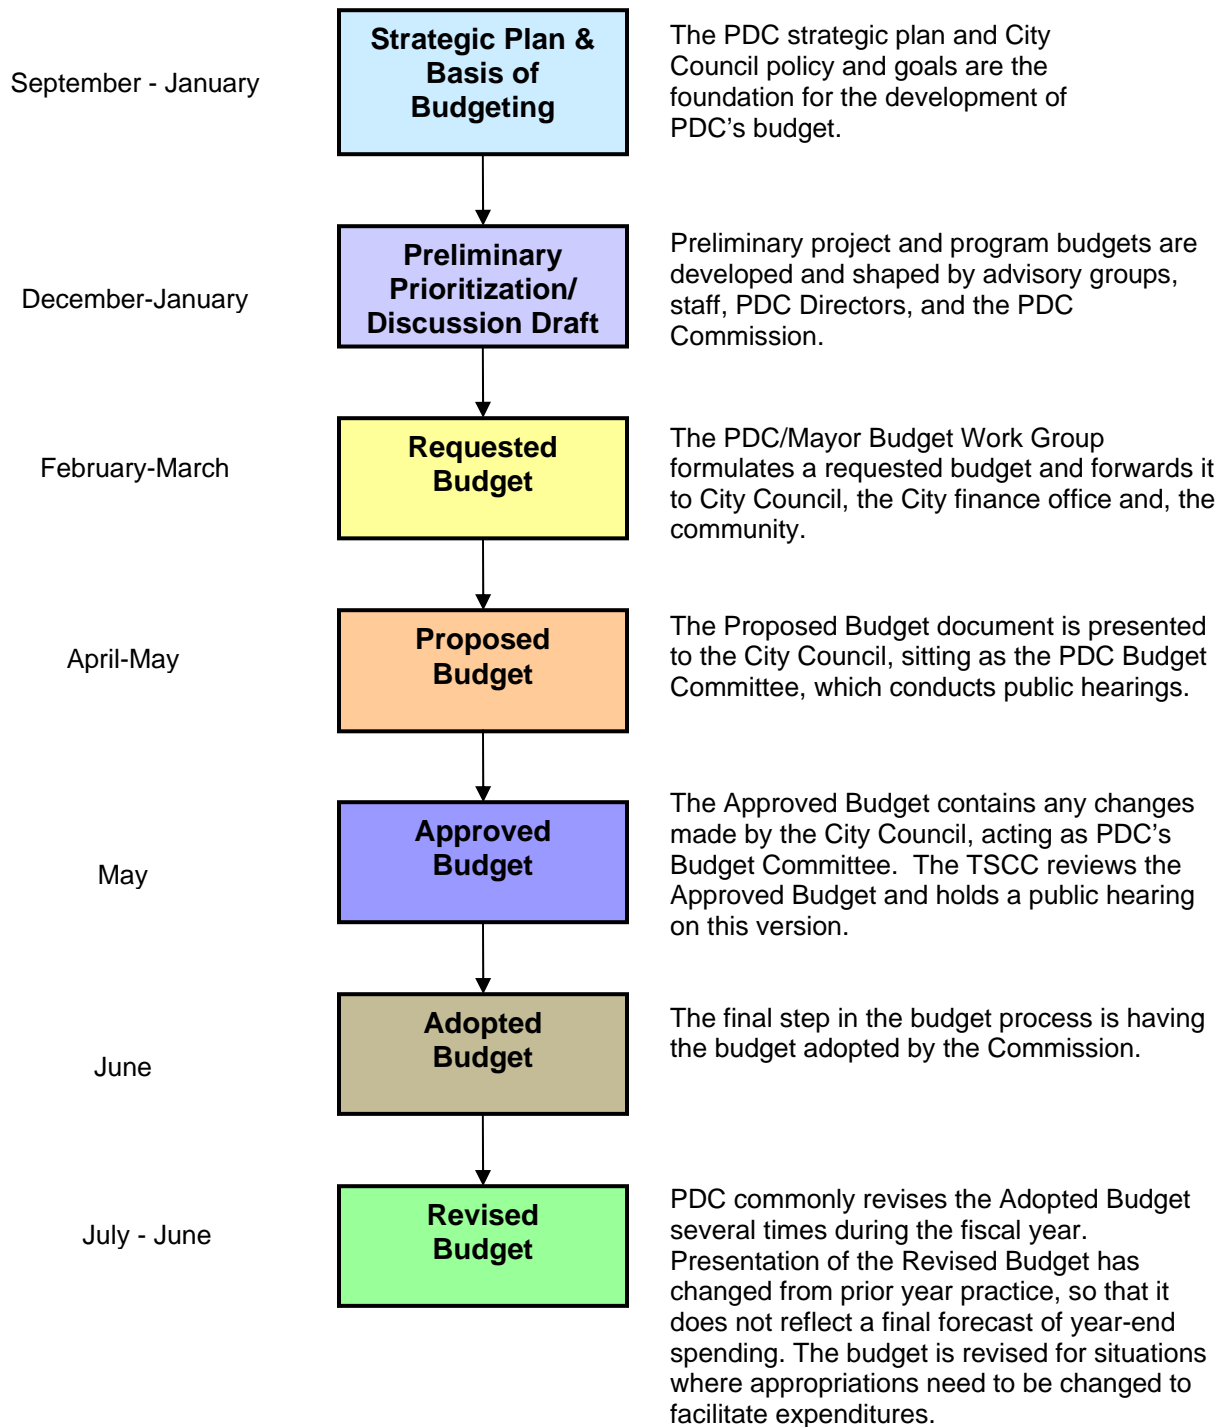 September - January
Strategic Plan &
Basis of
Budgeting
The PDC strategic plan and City
Council policy and goals are the
foundation for the development of
PDC's budget.
December-January
Preliminary
Prioritization/
Discussion Draft
Preliminary project and program budgets are
developed and shaped by advisory groups,
staff, PDC Directors, and the PDC
Commission.
February-March
Requested
Budget
The PDC/Mayor Budget Work Group
formulates a requested budget and forwards it
to City Council, the City finance office and, the
community.
April-May
Proposed
Budget
The Proposed Budget document is presented
to the City Council, sitting as the PDC Budget
Committee, which conducts public hearings.
May
Approved
Budget
The Approved Budget contains any changes
made by the City Council, acting as PDC's
Budget Committee.  The TSCC reviews the
Approved Budget and holds a public hearing
on this version.
June
Adopted
Budget
The final step in the budget process is having
the budget adopted by the Commission.
July - June
Revised
Budget
PDC commonly revises the Adopted Budget
several times during the fiscal year.
Presentation of the Revised Budget has
changed from prior year practice, so that it
does not reflect a final forecast of year-end
spending. The budget is revised for situations
where appropriations need to be changed to
facilitate expenditures.